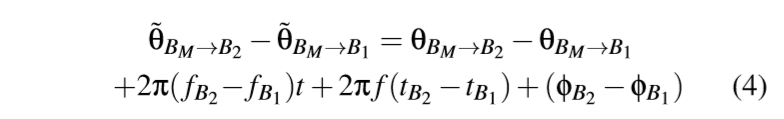 θ̃_{B_M→B_2} − θ̃_{B_M→B_1} = θ_{B_M→B_2} − θ_{B_M→B_1}
+2π(f_{B_2} − f_{B_1})t + 2πf(t_{B_2} − t_{B_1}) + (ϕ_{B_2} − ϕ_{B_1}) (4)